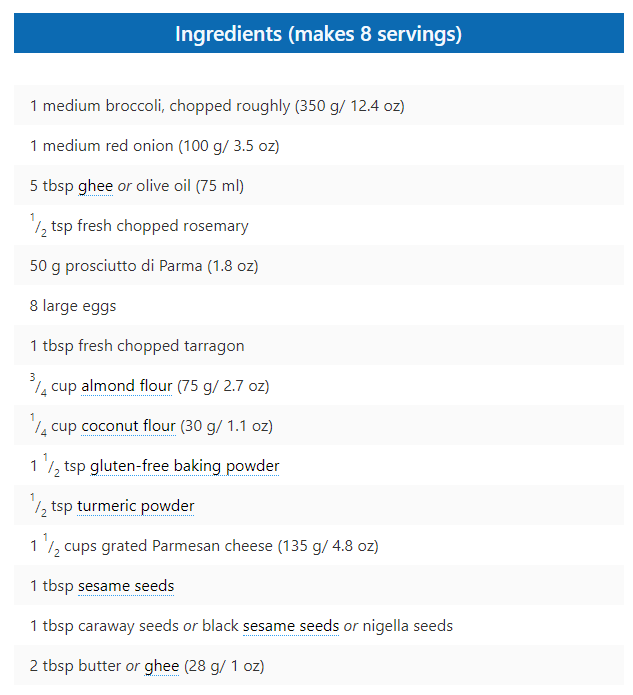 Ingredients (makes 8 servings)
1 medium broccoli, chopped roughly (350 g/ 12.4 oz)
1 medium red onion (100 g/ 3.5 oz)
5 tbsp ghee or olive oil (75 ml)
1/2 tsp fresh chopped rosemary
50 g prosciutto di Parma (1.8 oz)
8 large eggs
1 tbsp fresh chopped tarragon
3/4 cup almond flour (75 g/ 2.7 oz)
1/4 cup coconut flour (30 g/ 1.1 oz)
1 1/2 tsp gluten-free baking powder
1/2 tsp turmeric powder
1 1/2 cups grated Parmesan cheese (135 g/ 4.8 oz)
1 tbsp sesame seeds
1 tbsp caraway seeds or black sesame seeds or nigella seeds
2 tbsp butter or ghee (28 g/ 1 oz)